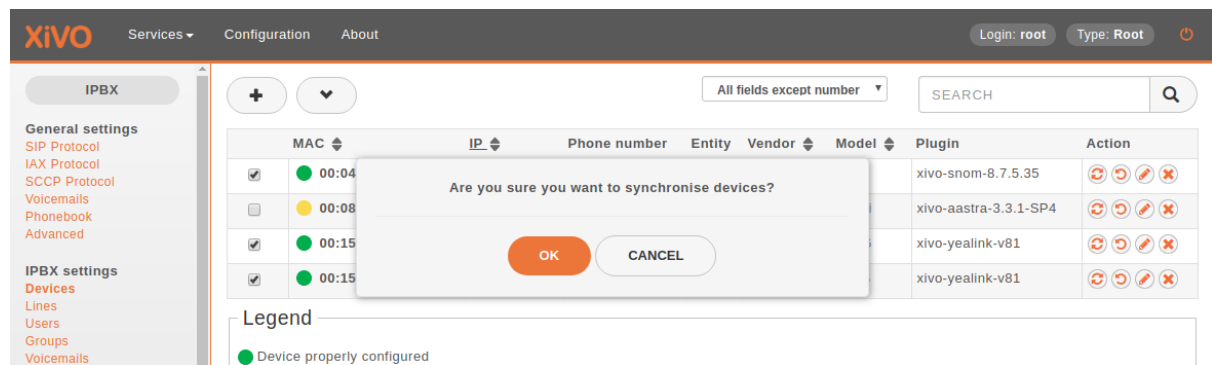 XiVO Services Configuration About Login: root Type: Root
IPBX
General settings
SIP Protocol
IAX Protocol
SCCP Protocol
Voicemails
Phonebook
Advanced
IPBX settings
Devices
Lines
Users
Groups
Voicemails
All fields except number SEARCH
MAC IP Phone number Entity Vendor Model Plugin Action
00:04 xivo-snom-8.7.5.35
00:08 xivo-aastra-3.3.1-SP4
00:15 xivo-yealink-v81
00:15 xivo-yealink-v81
Are you sure you want to synchronise devices?
OK CANCEL
Legend
Device properly configured